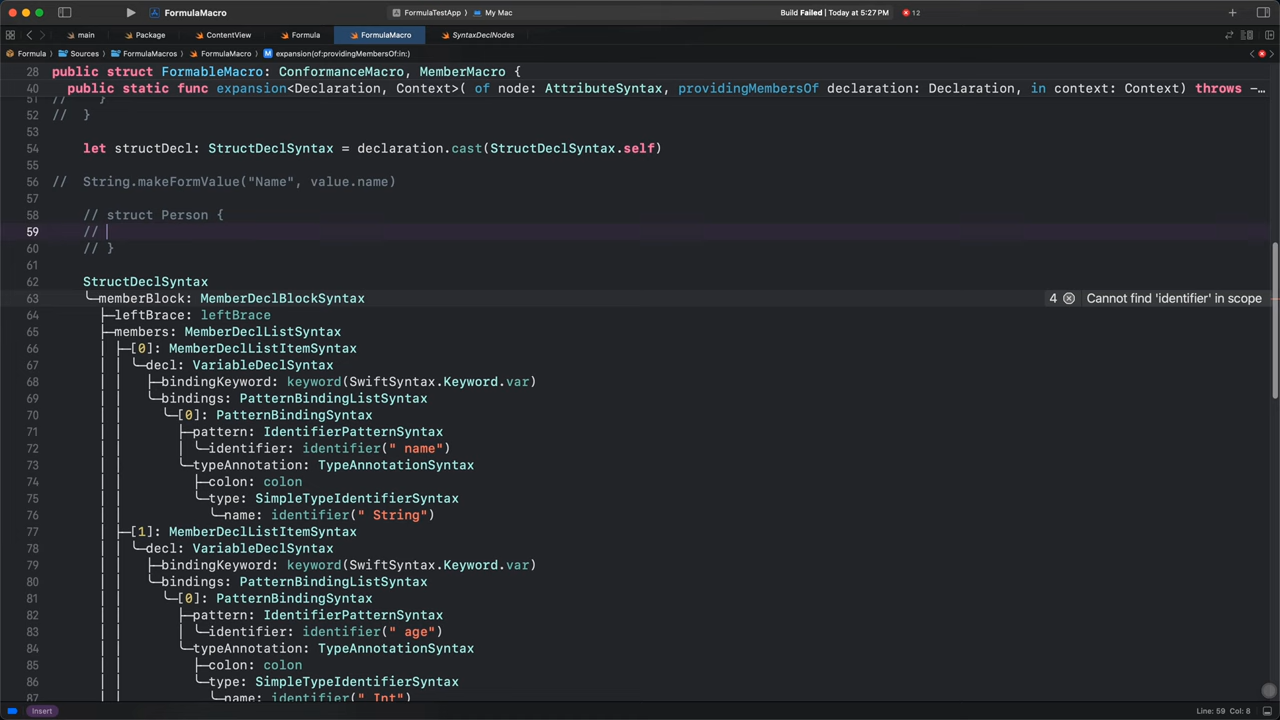 FormulaMacro
FormulaTestApp
My Mac
Build Failed | Today at 5:27 PM
12
main
Package
ContentView
Formula
FormulaMacro
SyntaxDeclNodes
Formula
Sources
FormulaMacros
FormulaMacro
M
expansion(of:providingMembersOf:in:)
28 public struct FormableMacro: ConformanceMacro, MemberMacro {
40 public static func expansion<Declaration, Context>( of node: AttributeSyntax, providingMembersOf declaration: Declaration, in context: Context) throws -…
51 // }
52 // }
53
54 let structDecl: StructDeclSyntax = declaration.cast(StructDeclSyntax.self)
55
56 // String.makeFormValue("Name", value.name)
57
58 // struct Person {
59 //
60 // }
61
62 StructDeclSyntax
63 ╰─memberBlock: MemberDeclBlockSyntax 4 Cannot find 'identifier' in scope
64 ├─leftBrace: leftBrace
65 ├─members: MemberDeclListSyntax
66 │ ├─[0]: MemberDeclListItemSyntax
67 │ │ ╰─decl: VariableDeclSyntax
68 │ │ ├─bindingKeyword: keyword(SwiftSyntax.Keyword.var)
69 │ │ ╰─bindings: PatternBindingListSyntax
70 │ │ ╰─[0]: PatternBindingSyntax
71 │ │ ├─pattern: IdentifierPatternSyntax
72 │ │ │ ╰─identifier: identifier(" name")
73 │ │ ╰─typeAnnotation: TypeAnnotationSyntax
74 │ │ ├─colon: colon
75 │ │ ╰─type: SimpleTypeIdentifierSyntax
76 │ │ ╰─name: identifier(" String")
77 │ ├─[1]: MemberDeclListItemSyntax
78 │ │ ╰─decl: VariableDeclSyntax
79 │ │ ├─bindingKeyword: keyword(SwiftSyntax.Keyword.var)
80 │ │ ╰─bindings: PatternBindingListSyntax
81 │ │ ╰─[0]: PatternBindingSyntax
82 │ │ ├─pattern: IdentifierPatternSyntax
83 │ │ │ ╰─identifier: identifier(" age")
84 │ │ ╰─typeAnnotation: TypeAnnotationSyntax
85 │ │ ├─colon: colon
86 │ │ ╰─type: SimpleTypeIdentifierSyntax
87 │ │ ╰─name: identifier(" Int")
Insert
Line: 59 Col: 8